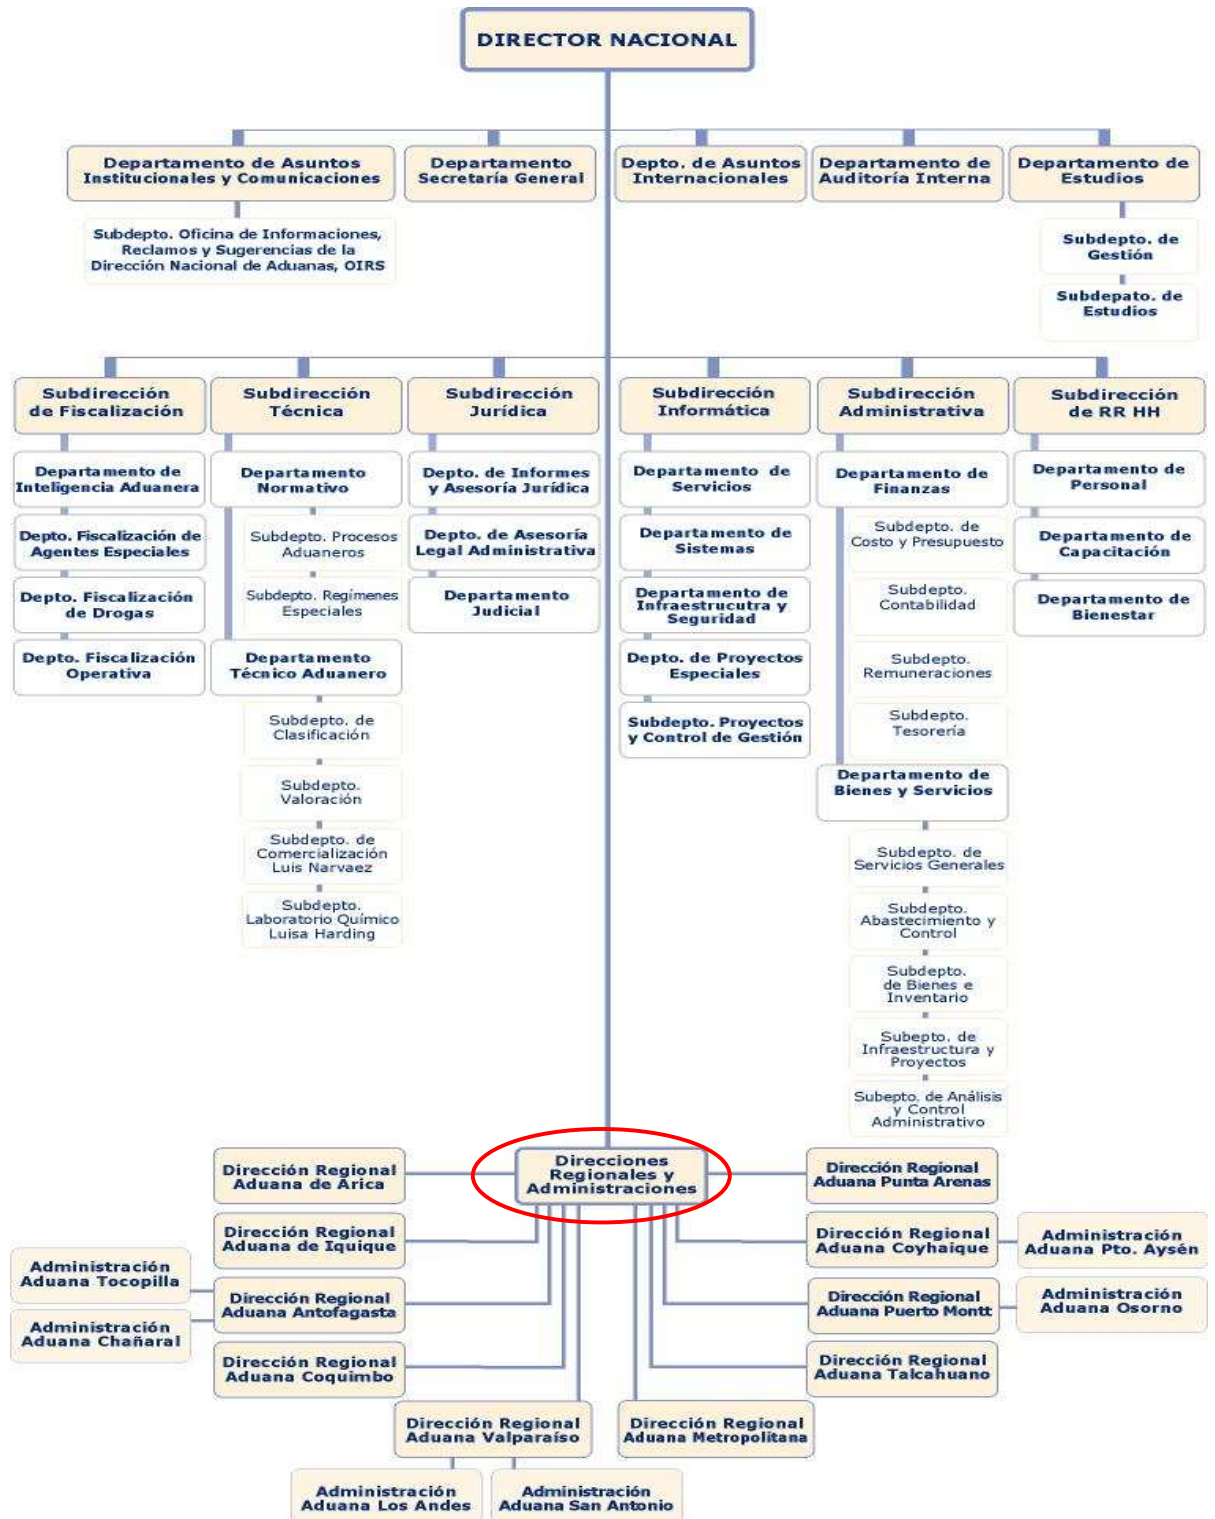 DIRECTOR NACIONAL
Departamento de Asuntos
Institucionales y Comunicaciones
Departamento
Secretaría General
Depto. de Asuntos
Internacionales
Departamento de
Auditoría Interna
Departamento de
Estudios
Subdepto. Oficina de Informaciones,
Reclamos y Sugerencias de la
Dirección Nacional de Aduanas, OIRS
Subdepto. de
Gestión
Subdepato. de
Estudios
Subdirección
de Fiscalización
Subdirección
Técnica
Subdirección
Jurídica
Subdirección
Informática
Subdirección
Administrativa
Subdirección
de RR HH
Departamento de
Inteligencia Aduanera
Depto. Fiscalización de
Agentes Especiales
Depto. Fiscalización
de Drogas
Depto. Fiscalización
Operativa
Departamento
Normativo
Subdepto. Procesos
Aduaneros
Subdepto. Regímenes
Especiales
Departamento
Técnico Aduanero
Subdepto. de
Clasificación
Subdepto.
Valoración
Subdepto. de
Comercialización
Luis Narvaez
Subdepto.
Laboratorio Químico
Luisa Harding
Depto. de Informes
y Asesoría Jurídica
Depto. de Asesoría
Legal Administrativa
Departamento
Judicial
Departamento de
Servicios
Departamento de
Sistemas
Departamento de
Infraestrucutra y
Seguridad
Depto. de Proyectos
Especiales
Subdepto. Proyectos
y Control de Gestión
Departamento de
Finanzas
Subdepto. de
Costo y Presupuesto
Subdepto.
Contabilidad
Subdepto.
Remuneraciones
Subdepto.
Tesorería
Departamento de
Bienes y Servicios
Subdepto. de
Servicios Generales
Subdepto.
Abastecimiento y
Control
Subdepto.
de Bienes e
Inventario
Subepto. de
Infraestructura y
Proyectos
Subepto. de Análisis
y Control
Administrativo
Departamento de
Personal
Departamento de
Capacitación
Departamento de
Bienestar
Direcciones
Regionales y
Administraciones
Dirección Regional
Aduana de Arica
Dirección Regional
Aduana Punta Arenas
Dirección Regional
Aduana de Iquique
Dirección Regional
Aduana Coyhaique
Administración
Aduana Pto. Aysén
Administración
Aduana Tocopilla
Dirección Regional
Aduana Antofagasta
Administración
Aduana Chañaral
Dirección Regional
Aduana Puerto Montt
Administración
Aduana Osorno
Dirección Regional
Aduana Coquimbo
Dirección Regional
Aduana Talcahuano
Dirección Regional
Aduana Valparaíso
Dirección Regional
Aduana Metropolitana
Administración
Aduana Los Andes
Administración
Aduana San Antonio